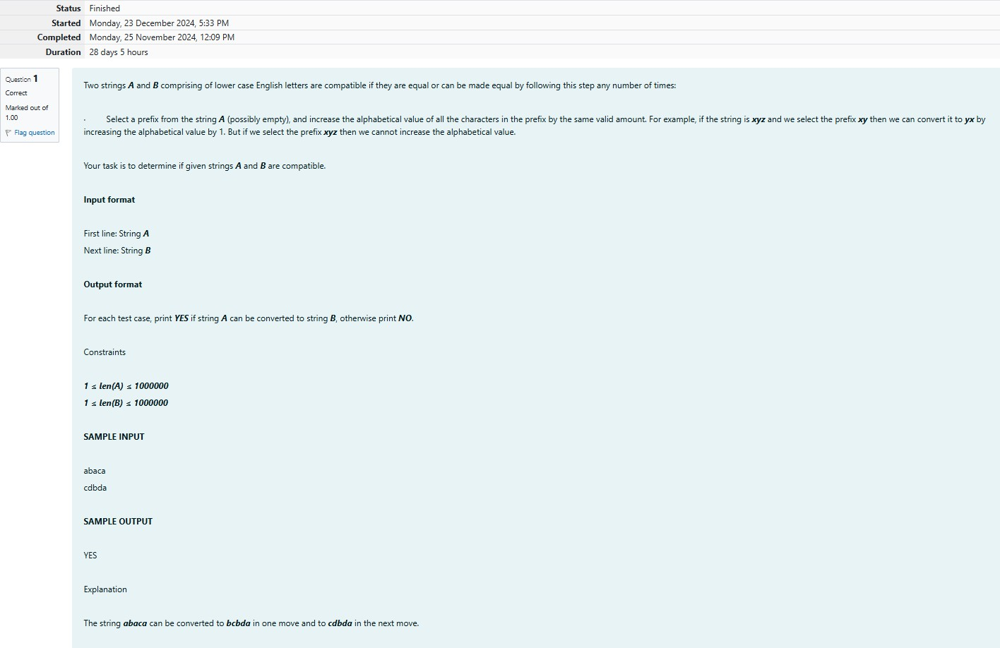 Status Finished
Started Monday, 23 December 2024, 5:33 PM
Completed Monday, 25 November 2024, 12:09 PM
Duration 28 days 5 hours
Question 1
Correct
Marked out of
1.00
Flag question
Two strings A and B comprising of lower case English letters are compatible if they are equal or can be made equal by following this step any number of times:
· Select a prefix from the string A (possibly empty), and increase the alphabetical value of all the characters in the prefix by the same valid amount. For example, if the string is xyz and we select the prefix xy then we can convert it to yx by
increasing the alphabetical value by 1. But if we select the prefix xyz then we cannot increase the alphabetical value.
Your task is to determine if given strings A and B are compatible.
Input format
First line: String A
Next line: String B
Output format
For each test case, print YES if string A can be converted to string B, otherwise print NO.
Constraints
1 ≤ len(A) ≤ 1000000
1 ≤ len(B) ≤ 1000000
SAMPLE INPUT
abaca
cdbda
SAMPLE OUTPUT
YES
Explanation
The string abaca can be converted to bcbda in one move and to cdbda in the next move.